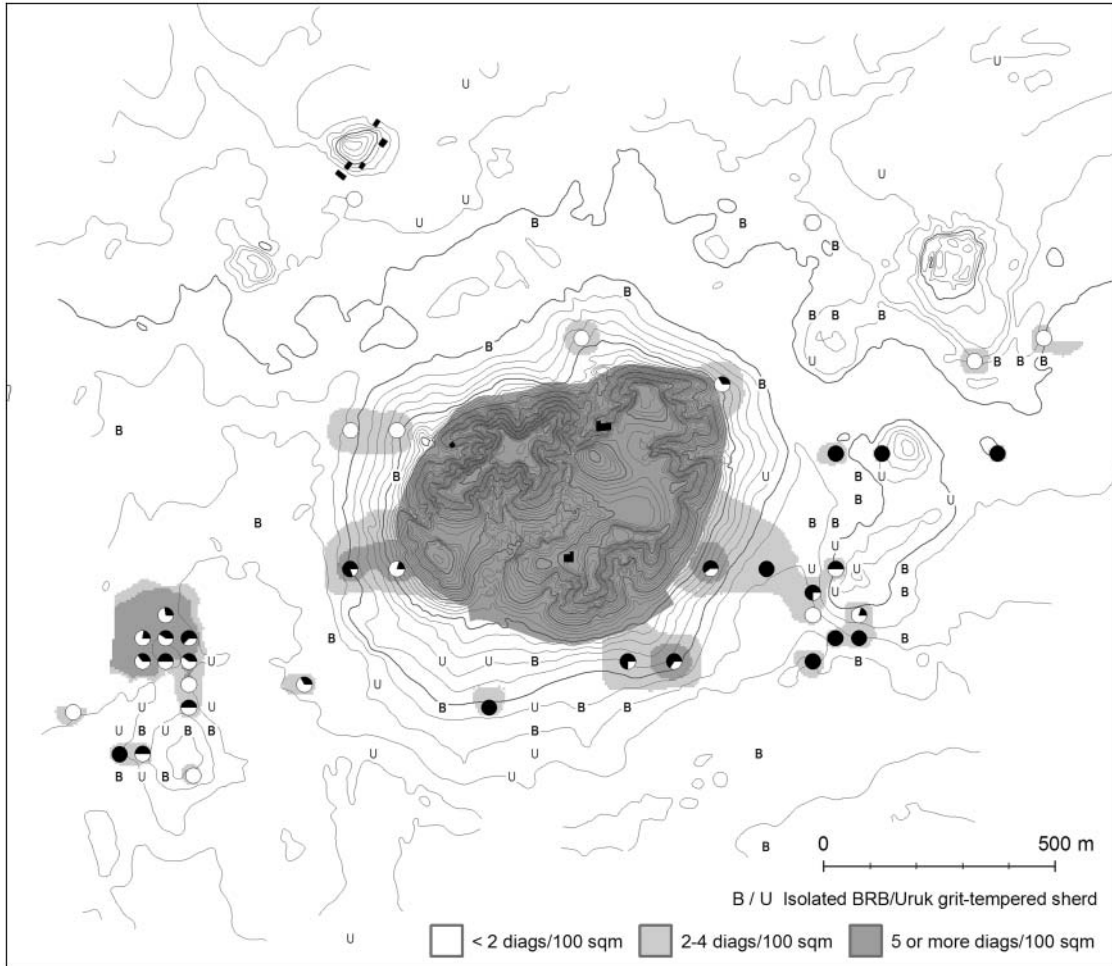 U
U
U
U
U B B
B
B
B B B
B
U B B B
B
B
B U B U
B U
B B B
U
U U B
U B
B B
U U U B B
U
U U B U B B
U B U B B B
U U B
B U B U
B
0 500 m
B / U Isolated BRB/Uruk grit-tempered sherd
U
< 2 diags/100 sqm 2-4 diags/100 sqm 5 or more diags/100 sqm